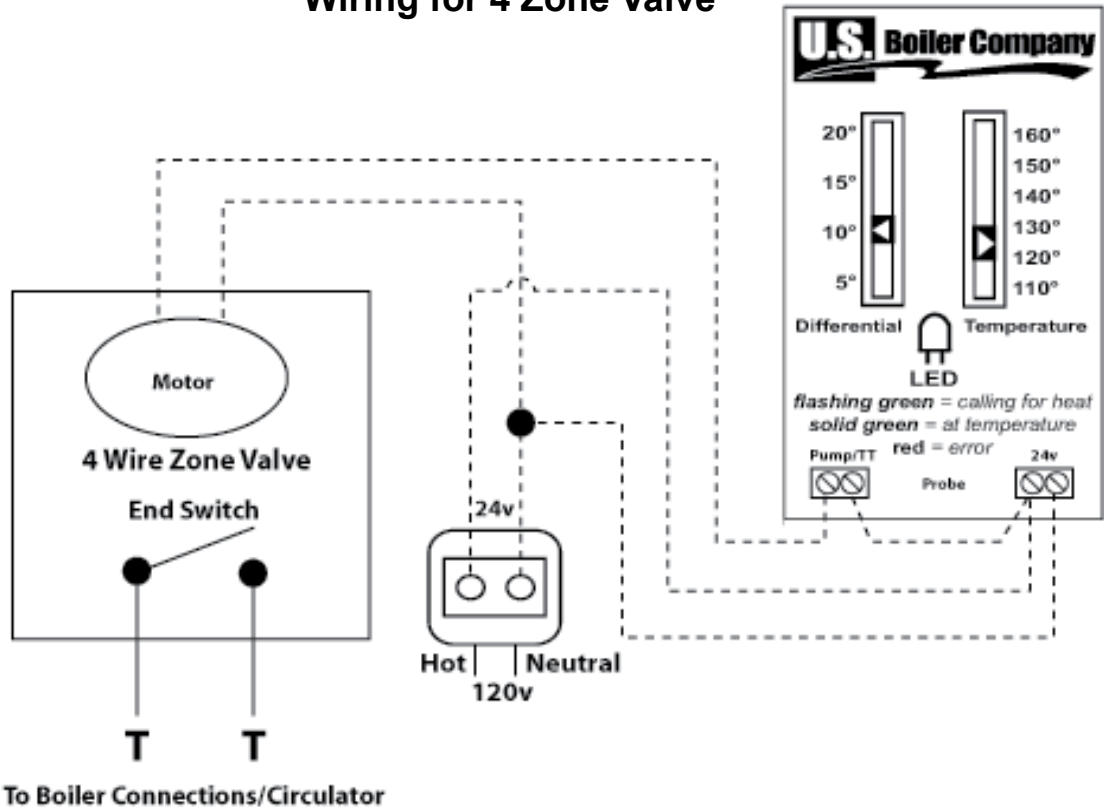 Wiring for 4 Zone Valve
U.S. Boiler Company
20°
15°
10°
5°
160°
150°
140°
130°
120°
110°
Differential
Temperature
LED
flashing green = calling for heat
solid green = at temperature
red = error
Pump/TT
Probe
24v
Motor
4 Wire Zone Valve
End Switch
24v
Hot
Neutral
120v
T T
To Boiler Connections/Circulator